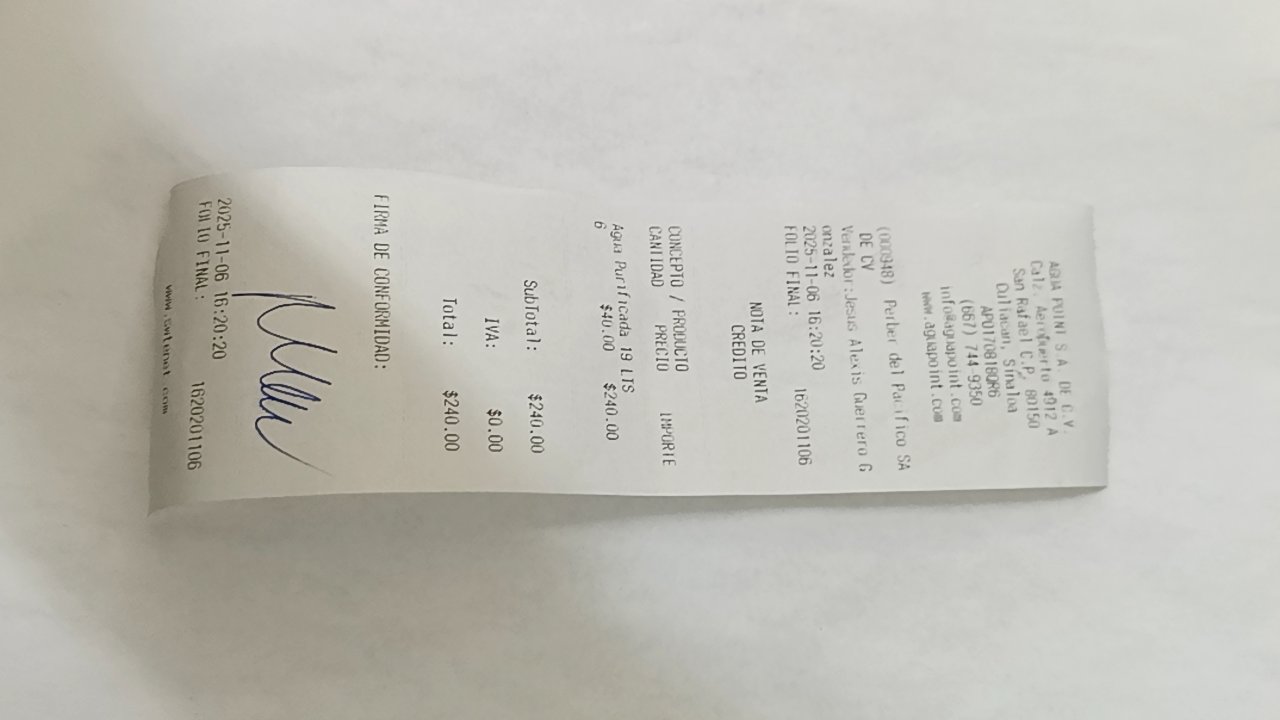 AGUA POINT S.A. DE C.V.
Calz. Aeropuerto 4912 A
San Rafael C.P. 80150
Culiacan, Sinaloa
APO170818QR6
(667) 744-9350
info@aguapoint.com
www.aguapoint.com
(000948) Perber del Pacifico SA
DE CV
Vendedor:Jesus Alexis Guerrero G
onzalez
2025-11-06 16:20:20
FOLIO FINAL: 1620201106
NOTA DE VENTA
CREDITO
CONCEPTO / PRODUCTO
CANTIDAD PRECIO IMPORTE
Agua Purificada 19 LTS
6 $40.00 $240.00
SubTotal: $240.00
IVA: $0.00
Total: $240.00
FIRMA DE CONFORMIDAD:
2025-11-06 16:20:20
FOLIO FINAL: 1620201106